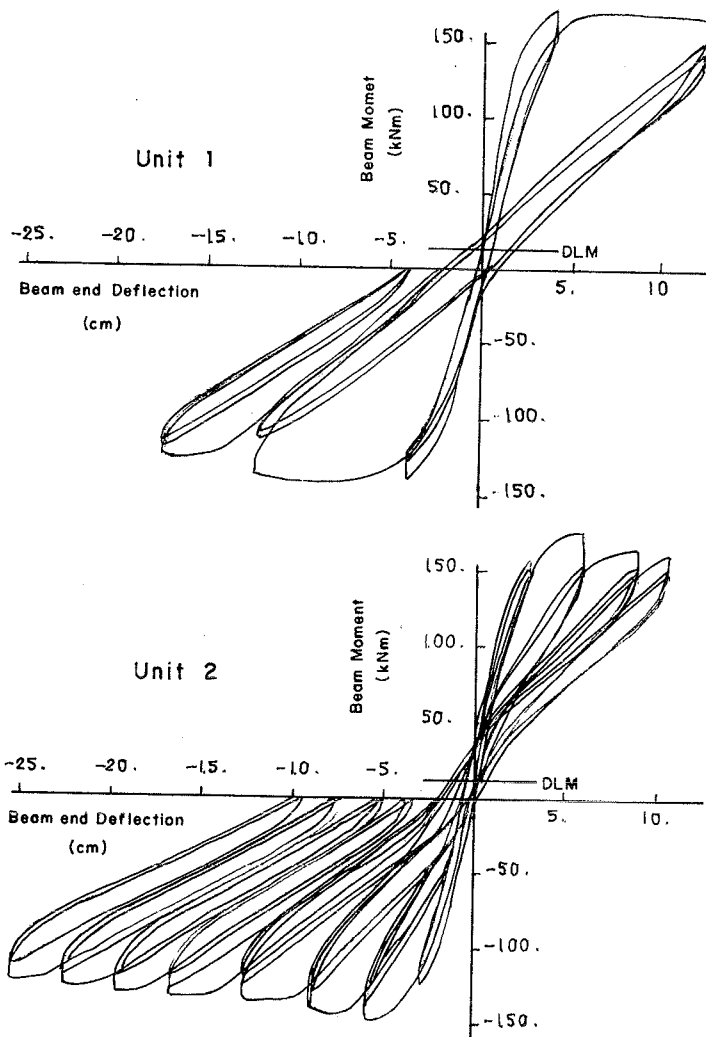 150.
100.
50.
Beam Momet
(kNm)
Unit 1
-25. -20. -15. -10. -5.
DLM
Beam end Deflection
(cm)
5. 10
-50.
-100.
-150.
150.
100.
50.
Beam Moment
(kNm)
Unit 2
-25. -20. -15. -10. -5.
DLM
Beam end Deflection
(cm)
5. 10.
-50.
-100.
-150.